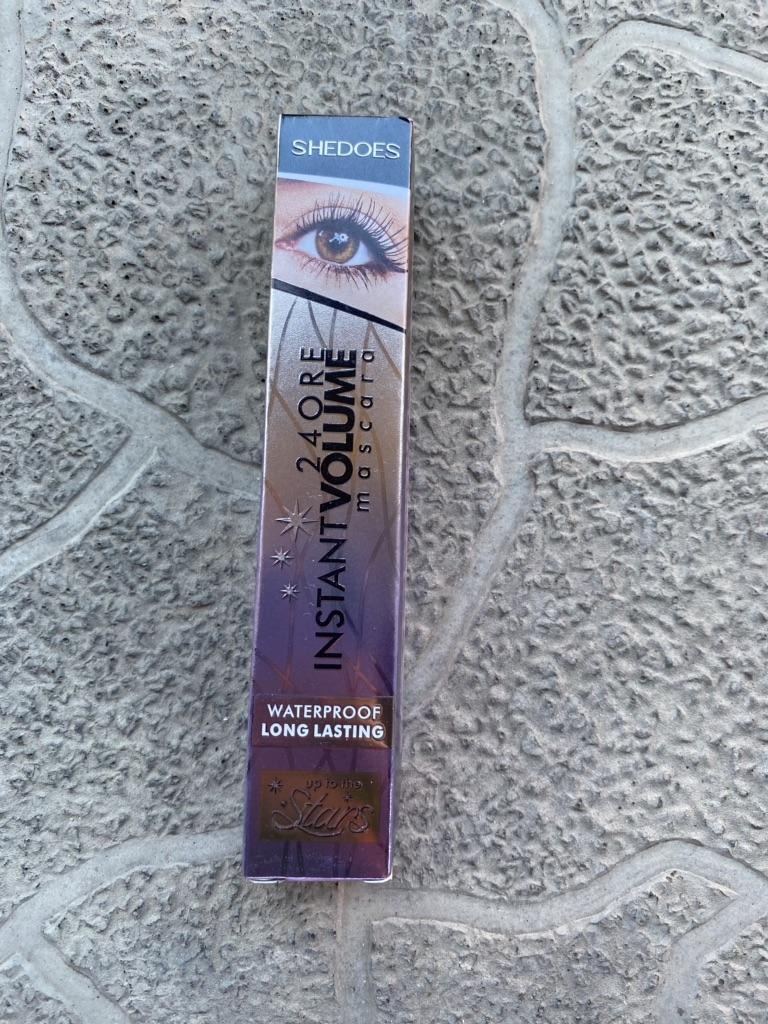 SHEDOES
24ORE
INSTANTVOLUME
mascara
WATERPROOF
LONG LASTING
up to the
Stars